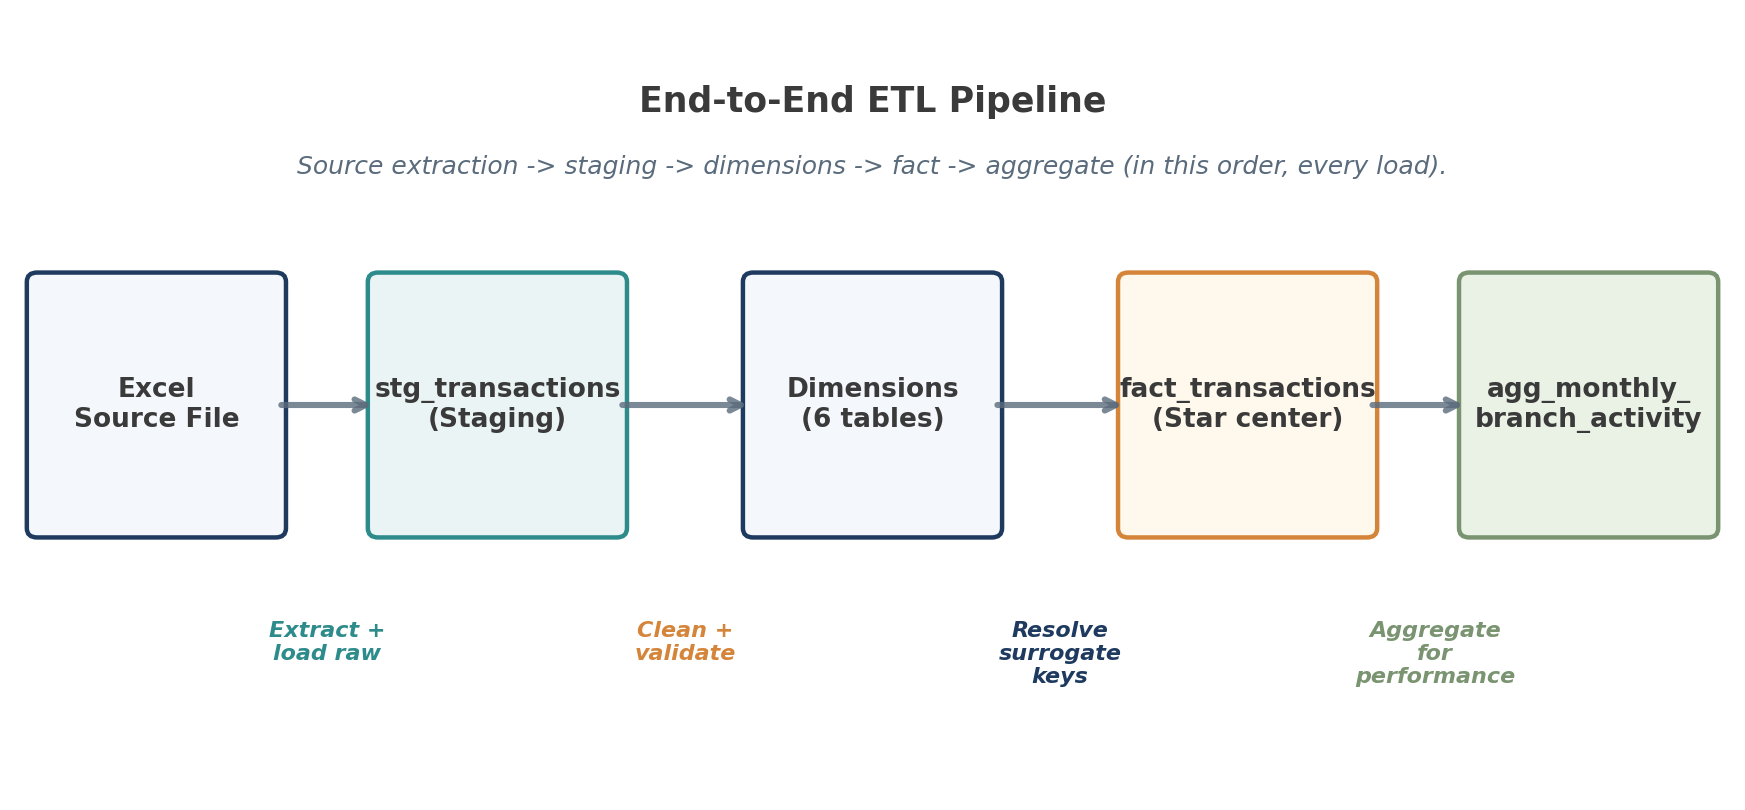 End-to-End ETL Pipeline
Source extraction -> staging -> dimensions -> fact -> aggregate (in this order, every load).
Excel
Source File
stg_transactions
(Staging)
Dimensions
(6 tables)
fact_transactions
(Star center)
agg_monthly_
branch_activity
Extract +
load raw
Clean +
validate
Resolve
surrogate
keys
Aggregate
for
performance